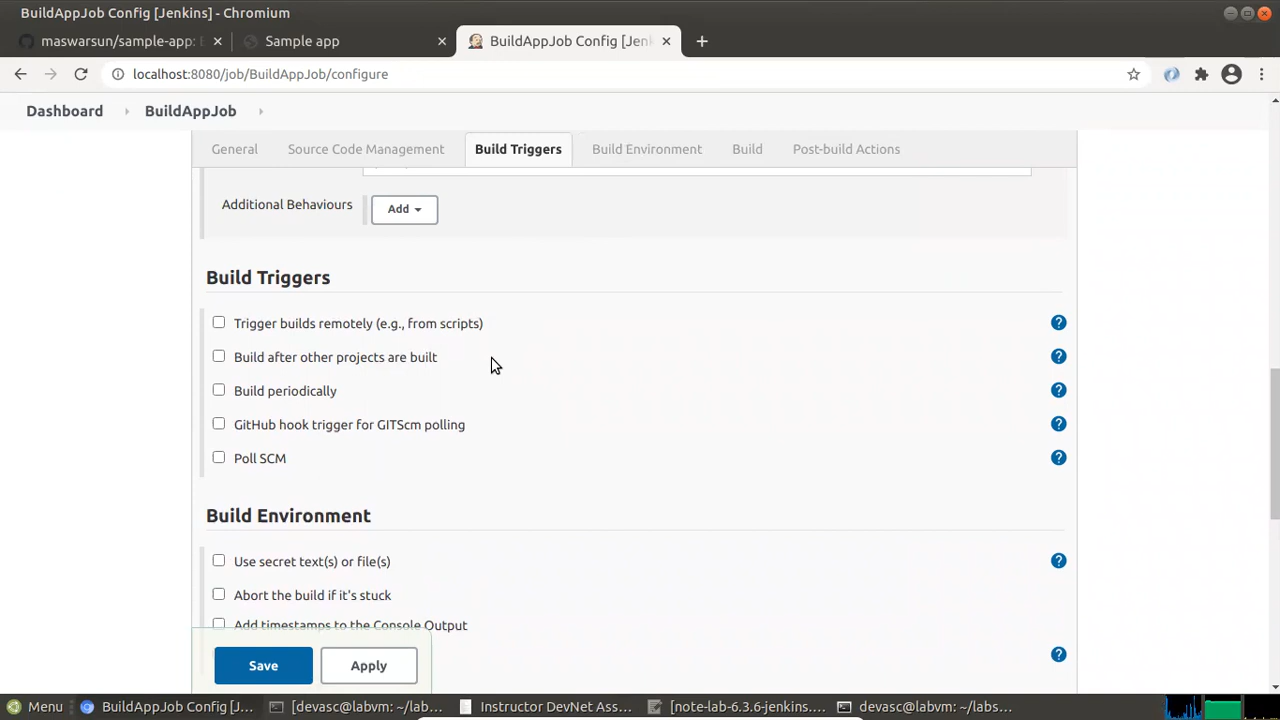 BuildAppJob Config [Jenkins] - Chromium
maswarsun/sample-app:
Sample app
BuildAppJob Config [Jen
localhost:8080/job/BuildAppJob/configure
Dashboard
BuildAppJob
General
Source Code Management
Build Triggers
Build Environment
Build
Post-build Actions
Additional Behaviours
Add
Build Triggers
Trigger builds remotely (e.g., from scripts)
?
Build after other projects are built
?
Build periodically
?
GitHub hook trigger for GITScm polling
?
Poll SCM
?
Build Environment
Use secret text(s) or file(s)
?
Abort the build if it's stuck
Add timestamps to the Console Output
?
Save
Apply
Menu
BuildAppJob Config [J...
[devasc@labvm: ~/lab...
Instructor DevNet Ass...
[note-lab-6.3.6-jenkins....
devasc@labvm: ~/labs...